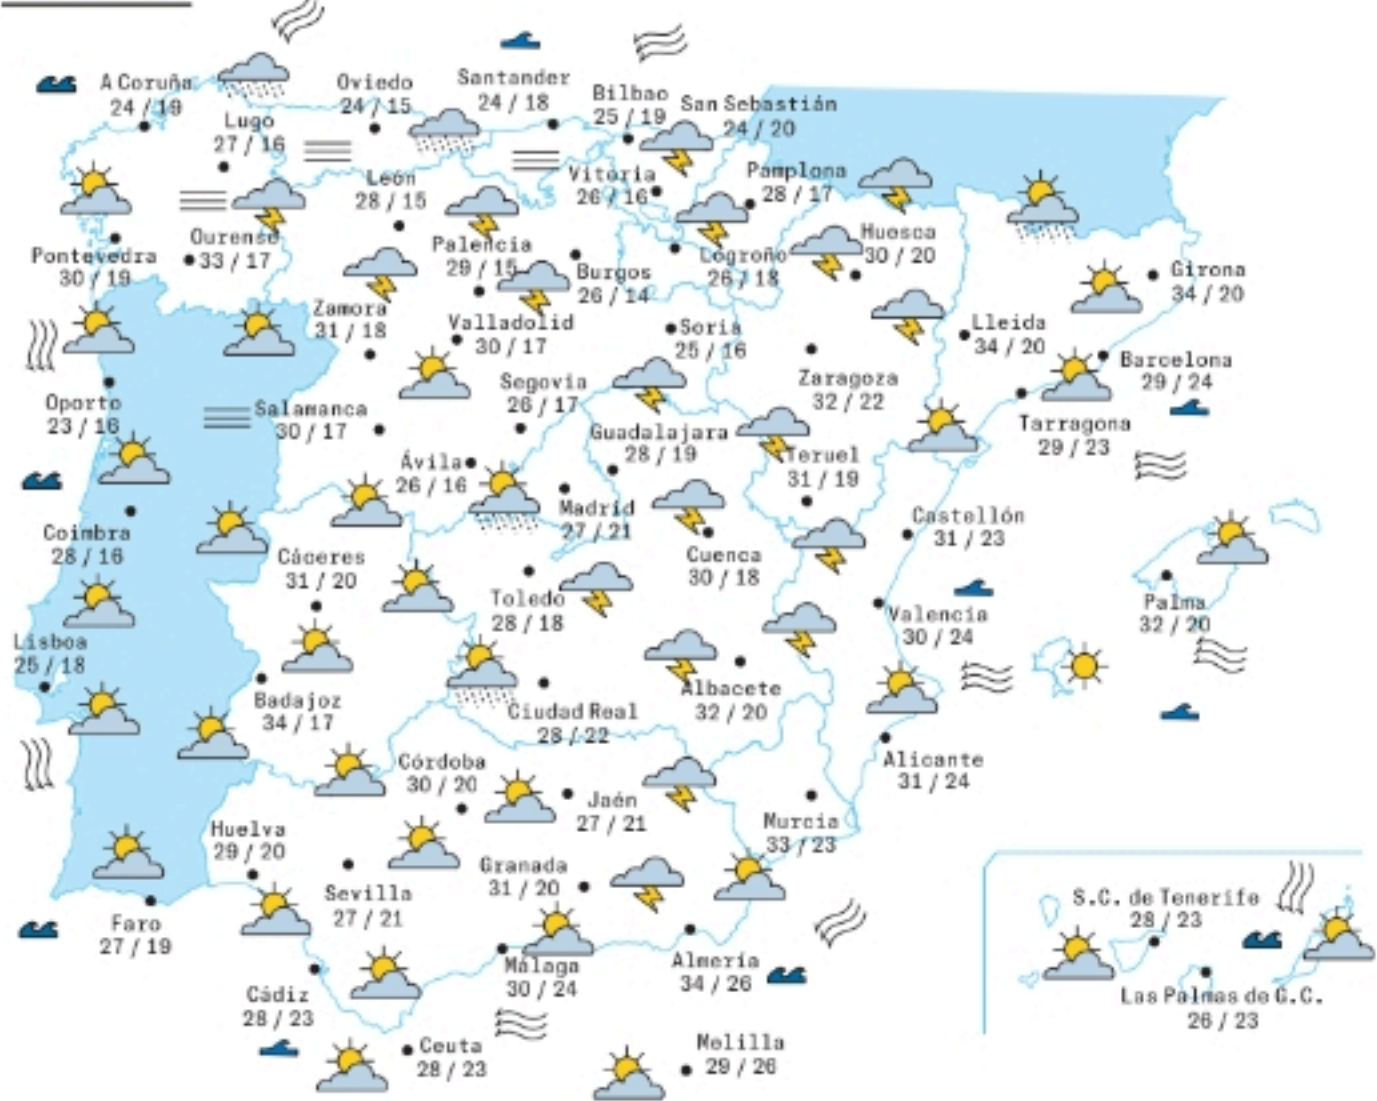 A Coruña
24 / 19
Oviedo
24 / 15
Santander
24 / 18
Bilbao
25 / 19
San Sebastián
24 / 20
Lugo
27 / 16
León
28 / 15
Vitoria
26 / 16
Pamplona
28 / 17
Pontevedra
30 / 19
Ourense
33 / 17
Palencia
29 / 15
Burgos
26 / 14
Logroño
26 / 18
Huesca
30 / 20
Girona
34 / 20
Zamora
31 / 18
Valladolid
30 / 17
Soria
25 / 16
Lleida
34 / 20
Barcelona
29 / 24
Oporto
23 / 16
Salamanca
30 / 17
Segovia
26 / 17
Zaragoza
32 / 22
Tarragona
29 / 23
Guadalajara
28 / 19
Ávila
26 / 16
Teruel
31 / 19
Coimbra
28 / 16
Madrid
27 / 21
Castellón
31 / 23
Cáceres
31 / 20
Cuenca
30 / 18
Toledo
28 / 18
Valencia
30 / 24
Palma
32 / 20
Lisboa
25 / 18
Badajoz
34 / 17
Ciudad Real
28 / 22
Albacete
32 / 20
Alicante
31 / 24
Córdoba
30 / 20
Jaén
27 / 21
Murcia
33 / 23
Huelva
29 / 20
Sevilla
27 / 21
Granada
31 / 20
Faro
27 / 19
Málaga
30 / 24
Almería
34 / 26
Cádiz
28 / 23
Ceuta
28 / 23
Melilla
29 / 26
S.C. de Tenerife
28 / 23
Las Palmas de G.C.
26 / 23